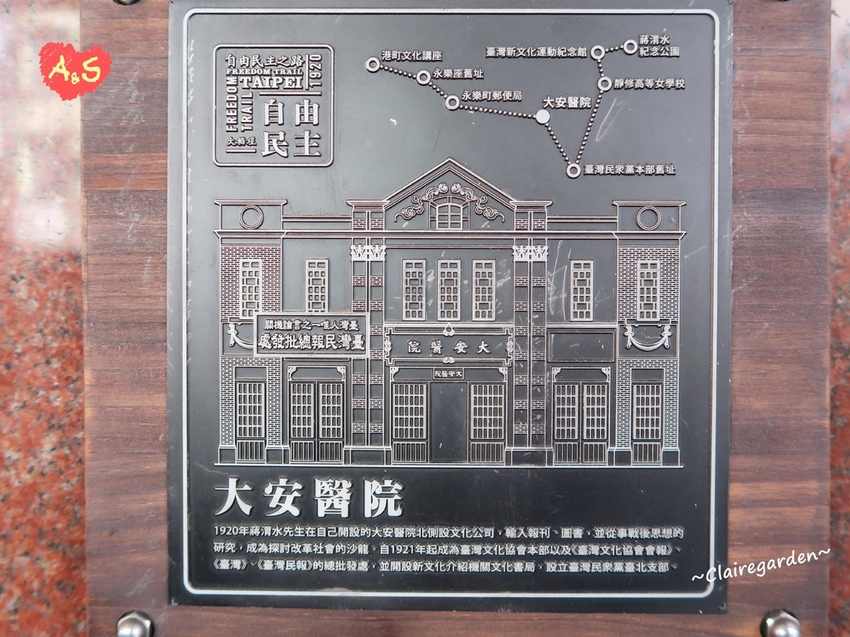 A&S
自由民主之路
FREEDOM TRAIL
TAIPEI
1920
FREEDOM TRAIL
自由
民主
大稻埕
港町文化講座
永樂座舊址
永樂町郵便局
大安醫院
臺灣新文化運動紀念館
蔣渭水
紀念公園
靜修高等女學校
臺灣民眾黨本部舊址
關機論言之一唯人灣臺
處發批總報民灣臺
院醫安大
院醫安大
大安醫院
1920年蔣渭水先生在自己開設的大安醫院北側設文化公司，輸入報刊、圖書，並從事戰後思想的
研究，成為探討改革社會的沙龍。自1921年起成為臺灣文化協會本部以及《臺灣文化協會會報》、
《臺灣》、《臺灣民報》的總批發處，並開設新文化介紹機關文化書局，設立臺灣民眾黨臺北支部。
~Clairegarden~